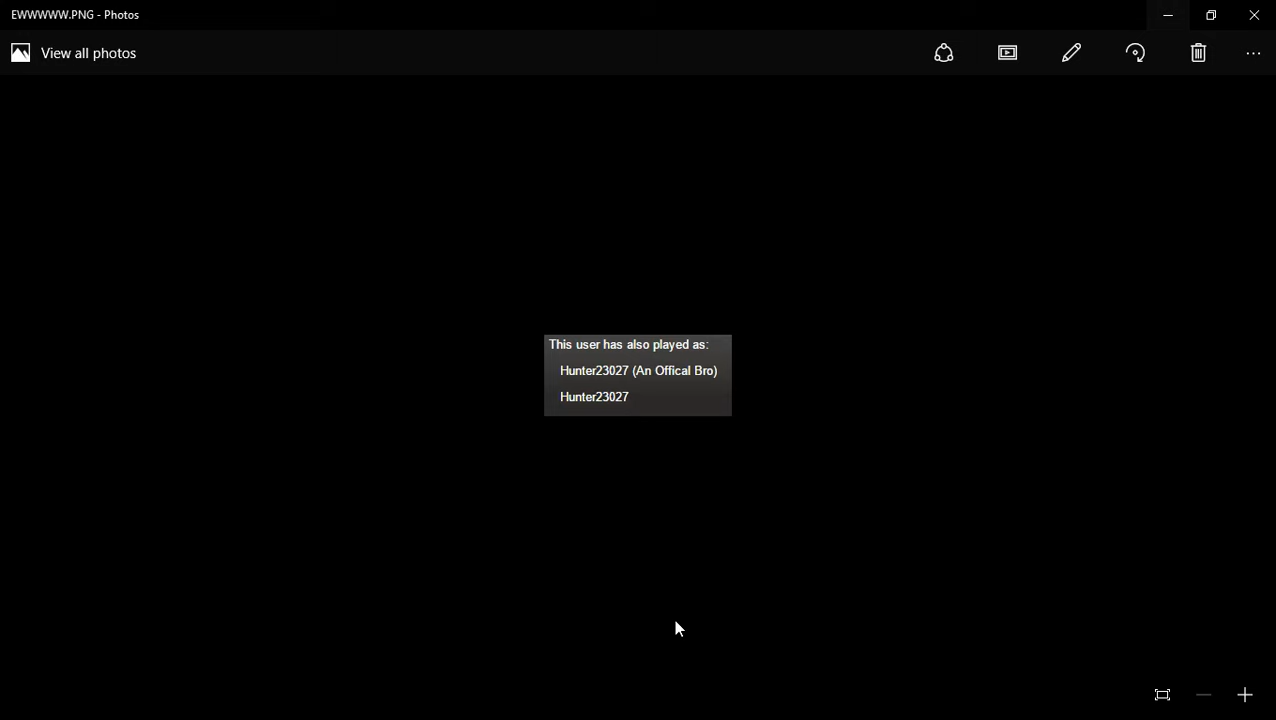 EWWWWW.PNG - Photos
View all photos
This user has also played as:
Hunter23027 (An Offical Bro)
Hunter23027